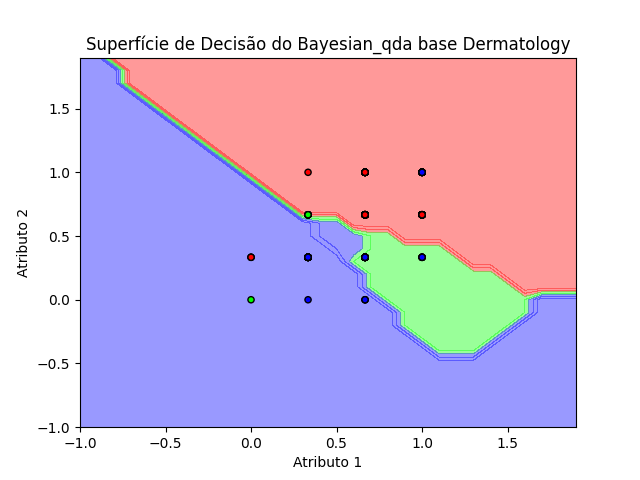 Superfície de Decisão do Bayesian_qda base Dermatology
1.5
1.0
0.5
0.0
−0.5
−1.0
Atributo 2
−1.0 −0.5 0.0 0.5 1.0 1.5
Atributo 1